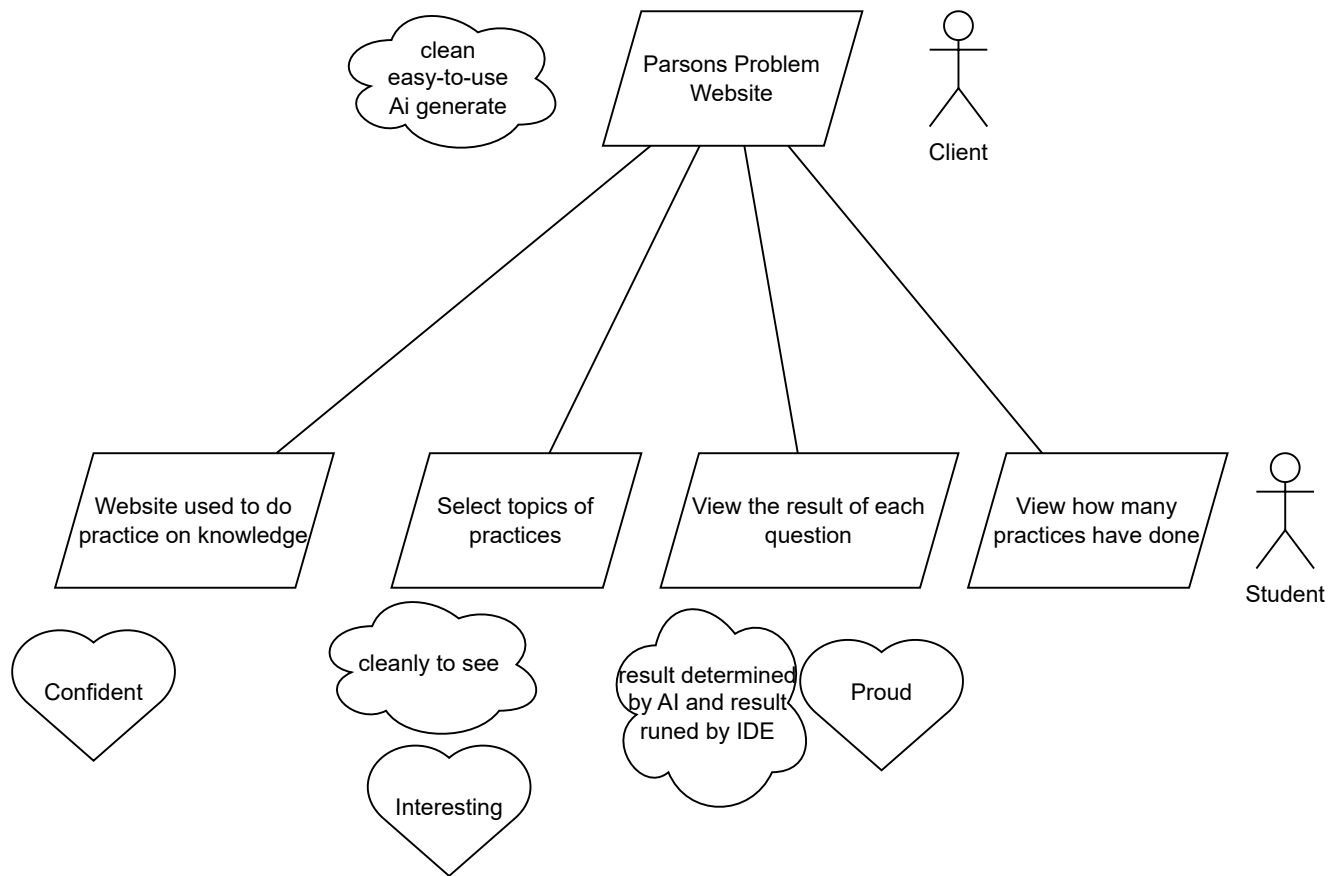 clean
easy-to-use
Ai generate
Parsons Problem
Website
Client
Website used to do
practice on knowledge
Select topics of
practices
View the result of each
question
View how many
practices have done
Student
Confident
cleanly to see
result determined
by AI and result
runed by IDE
Proud
Interesting